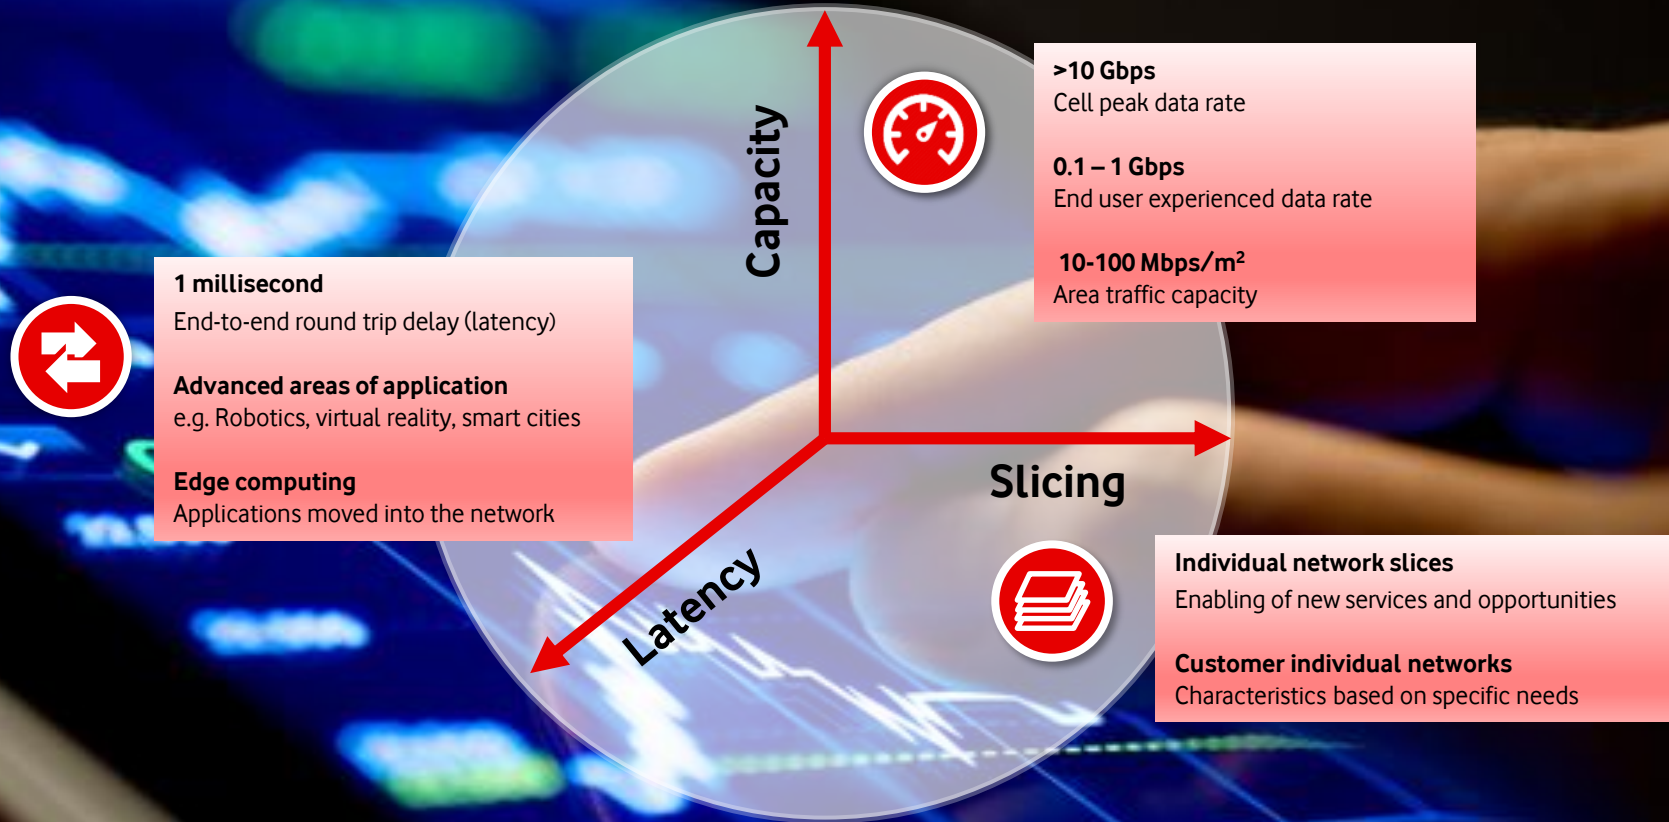 Capacity
>10 Gbps
Cell peak data rate
0.1 – 1 Gbps
End user experienced data rate
10-100 Mbps/m²
Area traffic capacity
1 millisecond
End-to-end round trip delay (latency)
Advanced areas of application
e.g. Robotics, virtual reality, smart cities
Edge computing
Applications moved into the network
Slicing
Latency
Individual network slices
Enabling of new services and opportunities
Customer individual networks
Characteristics based on specific needs